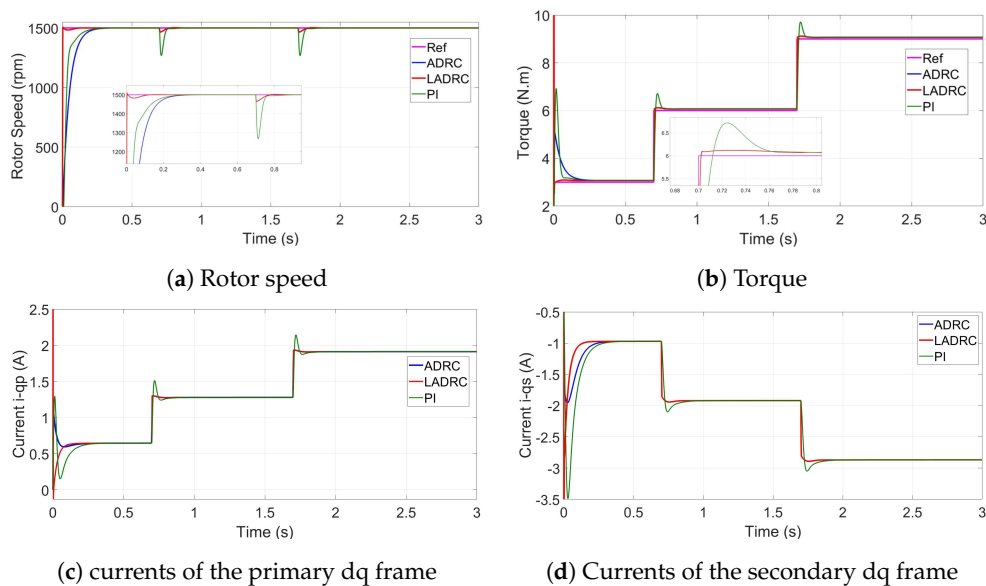 1500
1000
500
0
Rotor Speed (rpm)
Ref
ADRC
LADRC
PI
1500
1400
1300
1200
0 0.2 0.4 0.6 0.8
0 0.5 1 1.5 2 2.5 3
Time (s)
(a) Rotor speed
10
8
6
4
2
Torque (N.m)
Ref
ADRC
LADRC
PI
6.5
6
5.5
0.68 0.7 0.72 0.74 0.76 0.78 0.8
0 0.5 1 1.5 2 2.5 3
Time (s)
(b) Torque
2.5
2
1.5
1
0.5
0
Current i-qp (A)
ADRC
LADRC
PI
0 0.5 1 1.5 2 2.5 3
Time (s)
(c) currents of the primary dq frame
-0.5
-1
-1.5
-2
-2.5
-3
-3.5
Current i-qs (A)
ADRC
LADRC
PI
0 0.5 1 1.5 2 2.5 3
Time (s)
(d) Currents of the secondary dq frame